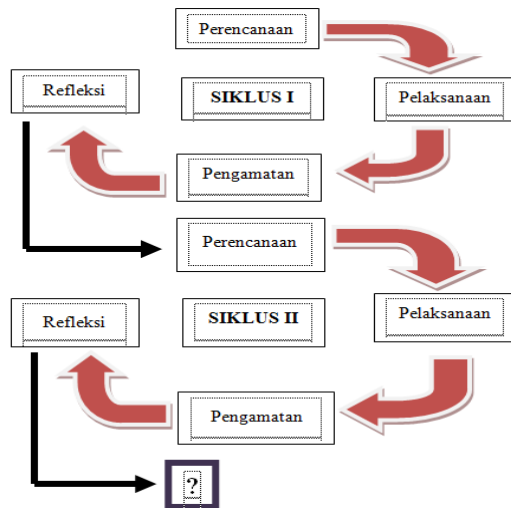 Perencanaan
Refleksi
SIKLUS I
Pelaksanaan
Pengamatan
Perencanaan
Refleksi
SIKLUS II
Pelaksanaan
Pengamatan
?